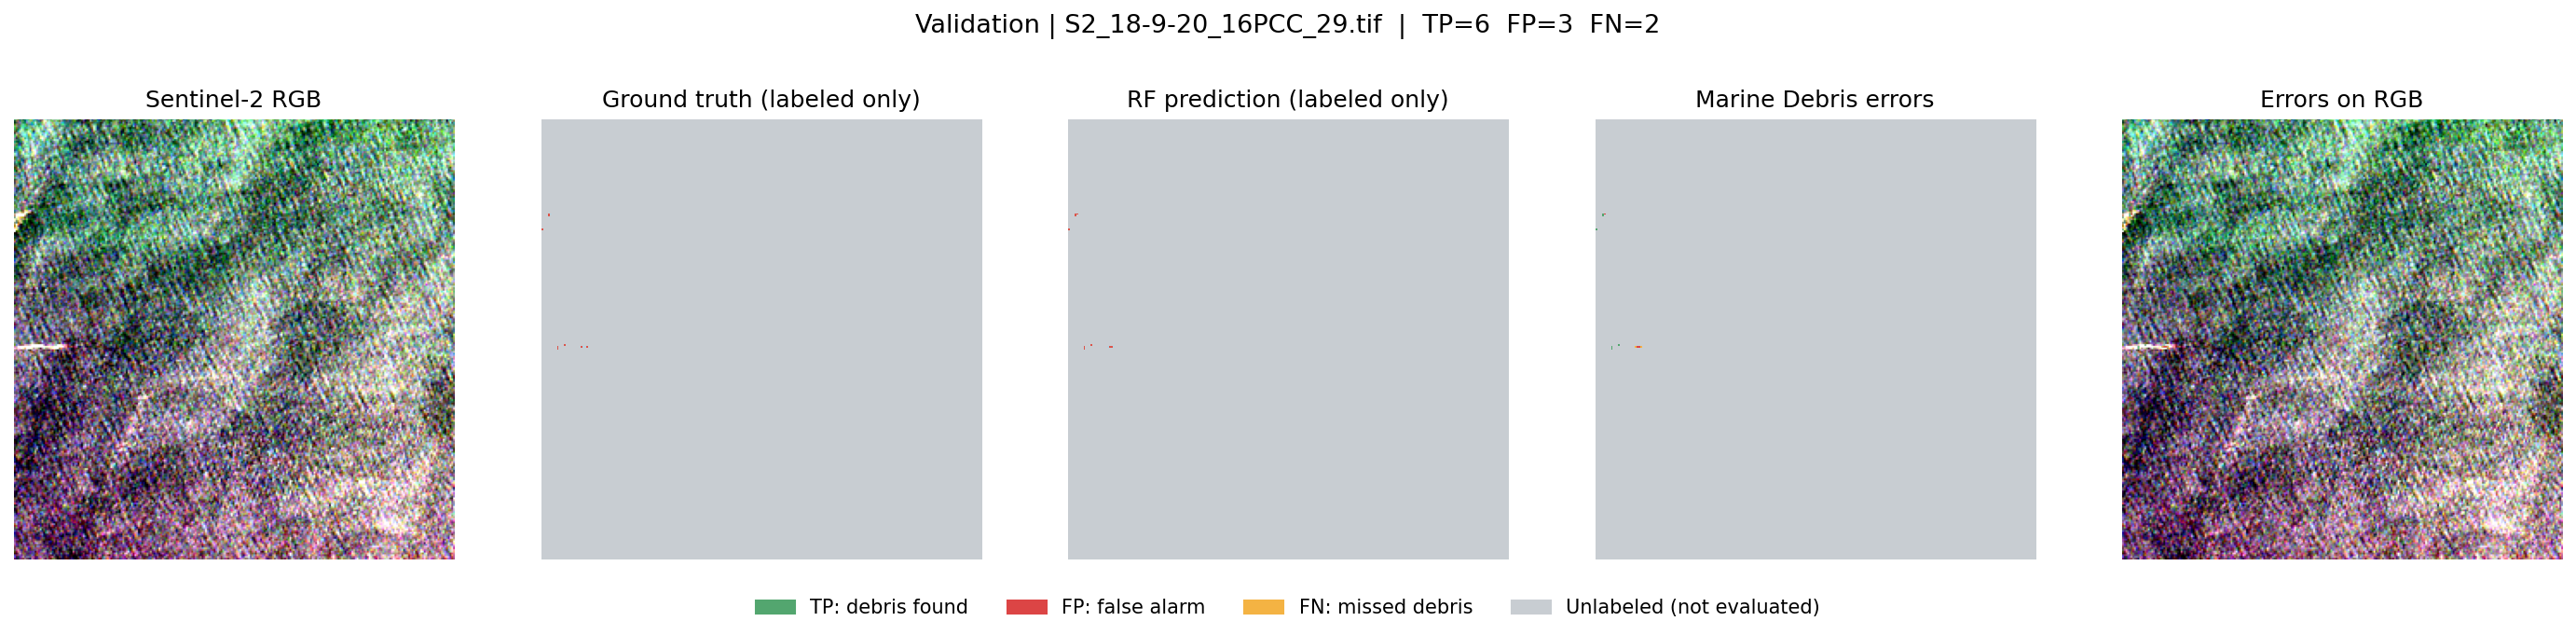 Validation | S2_18-9-20_16PCC_29.tif | TP=6 FP=3 FN=2
Sentinel-2 RGB
Ground truth (labeled only)
RF prediction (labeled only)
Marine Debris errors
Errors on RGB
TP: debris found
FP: false alarm
FN: missed debris
Unlabeled (not evaluated)